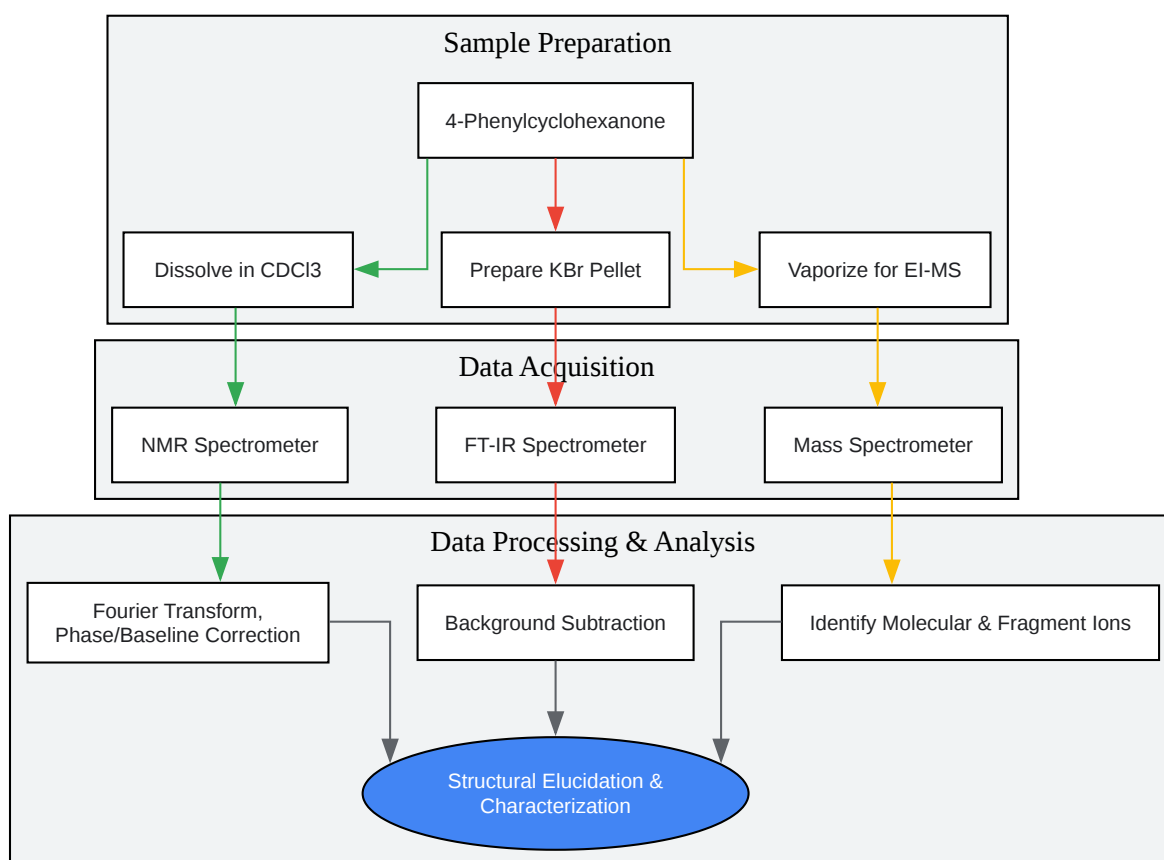 Sample Preparation
4-Phenylcyclohexanone
Dissolve in CDCl3
Prepare KBr Pellet
Vaporize for EI-MS
Data Acquisition
NMR Spectrometer
FT-IR Spectrometer
Mass Spectrometer
Data Processing & Analysis
Fourier Transform,
Phase/Baseline Correction
Background Subtraction
Identify Molecular & Fragment Ions
Structural Elucidation &
Characterization